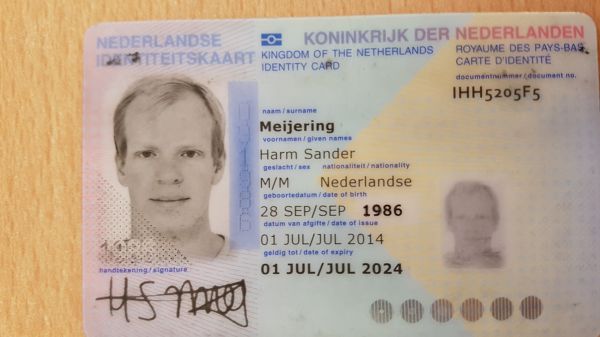 NEDERLANDSE
IDENTITEITSKAART
KONINKRIJK DER NEDERLANDEN
KINGDOM OF THE NETHERLANDS
IDENTITY CARD
ROYAUME DES PAYS-BAS
CARTE D'IDENTITÉ
documentnummer / document no.
IHH5205F5
naam / surname
Meijering
voornamen / given names
Harm Sander
geslacht / sex nationaliteit / nationality
M/M Nederlandse
geboortedatum / date of birth
28 SEP/SEP 1986
datum van afgifte / date of issue
01 JUL/JUL 2014
geldig tot / date of expiry
01 JUL/JUL 2024
1986
handtekening / signature